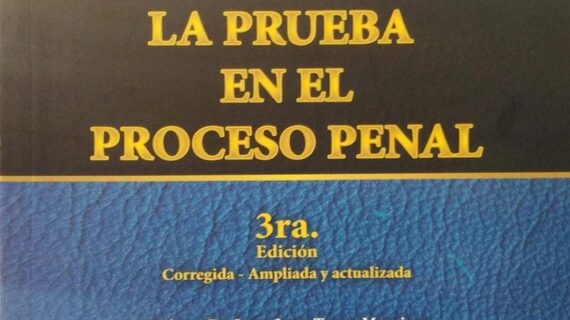 LA PRUEBA
EN EL
PROCESO PENAL
3ra.
Edición
Corregida - Ampliada y actualizada